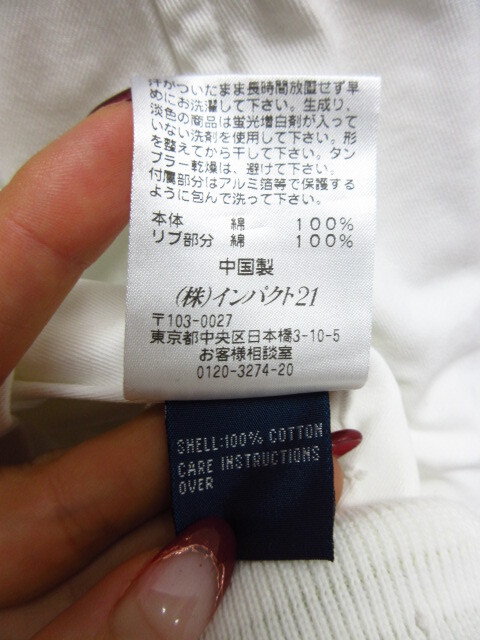 汗がついたまま長時間放置せず早
めにお洗濯して下さい。生成り、
淡色の商品は蛍光増白剤が入って
いない洗剤を使用して下さい。形
を整えてから干して下さい。タン
ブラー乾燥は、避けて下さい。
付属部分はアルミ箔等で保護する
ように包んで洗って下さい。
本体 綿 100%
リブ部分 綿 100%
中国製
(株)インパクト21
〒103-0027
東京都中央区日本橋3-10-5
お客様相談室
0120-3274-20
SHELL:100% COTTON
CARE INSTRUCTIONS
OVER